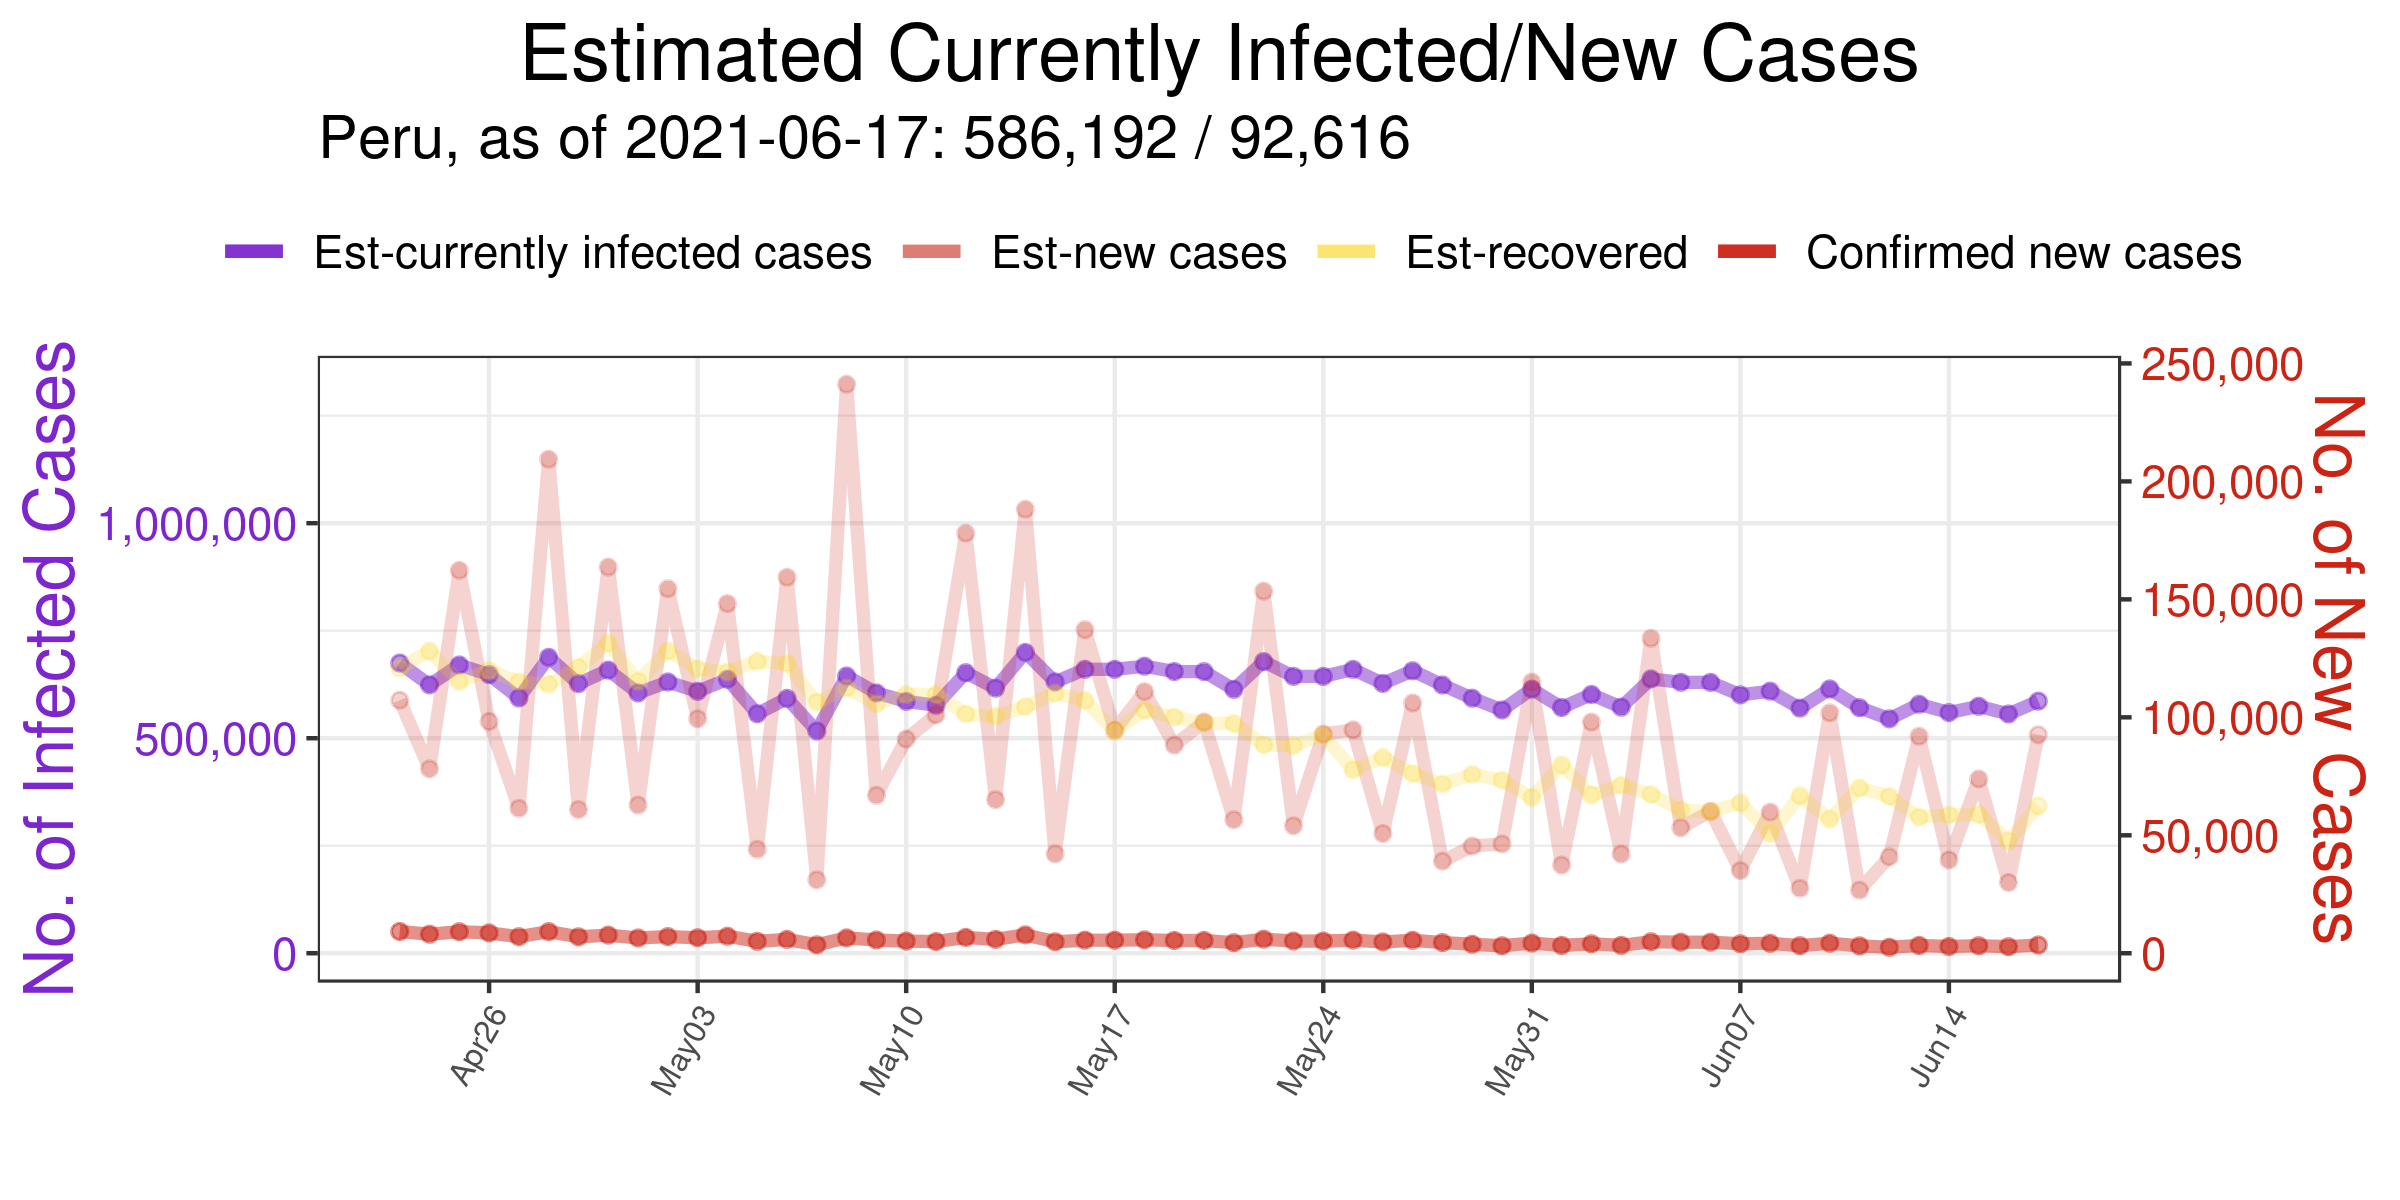 Estimated Currently Infected/New Cases
Peru, as of 2021-06-17: 586,192 / 92,616
Est-currently infected cases Est-new cases Est-recovered Confirmed new cases
No. of Infected Cases
1,000,000
500,000
0
250,000
200,000
150,000
100,000
50,000
0
No. of New Cases
Apr26 May03 May10 May17 May24 May31 Jun07 Jun14